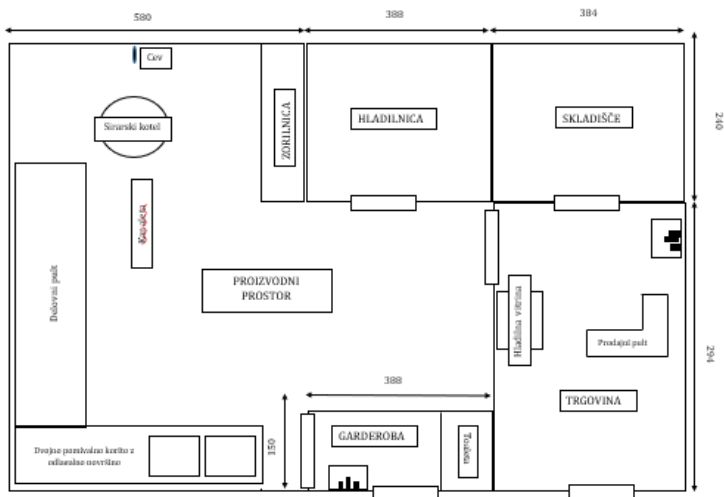 580
388
384
Cev
Sirarski kotel
ZORILNICA
HLADILNICA
SKLADIŠČE
240
Delovni pult
PROIZVODNI
PROSTOR
Hladilna vitrina
Prodajni pult
294
TRGOVINA
388
150
GARDEROBA
Toaleta
Dvojno pomivalno korito z
odlagalno površino